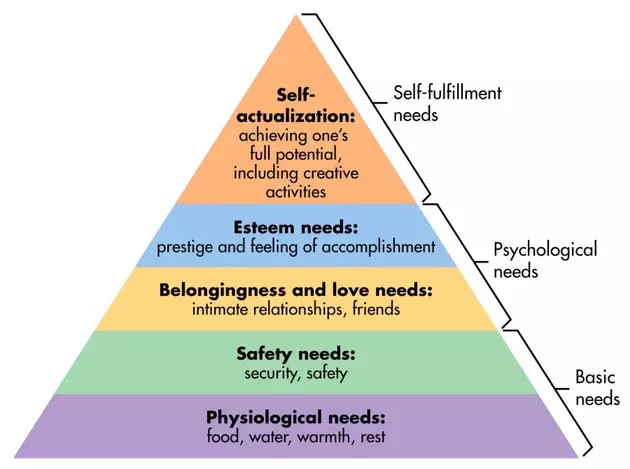 Self-
actualization:
achieving one's
full potential,
including creative
activities
Self-fulfillment
needs
Esteem needs:
prestige and feeling of accomplishment
Psychological
needs
Belongingness and love needs:
intimate relationships, friends
Safety needs:
security, safety
Basic
needs
Physiological needs:
food, water, warmth, rest